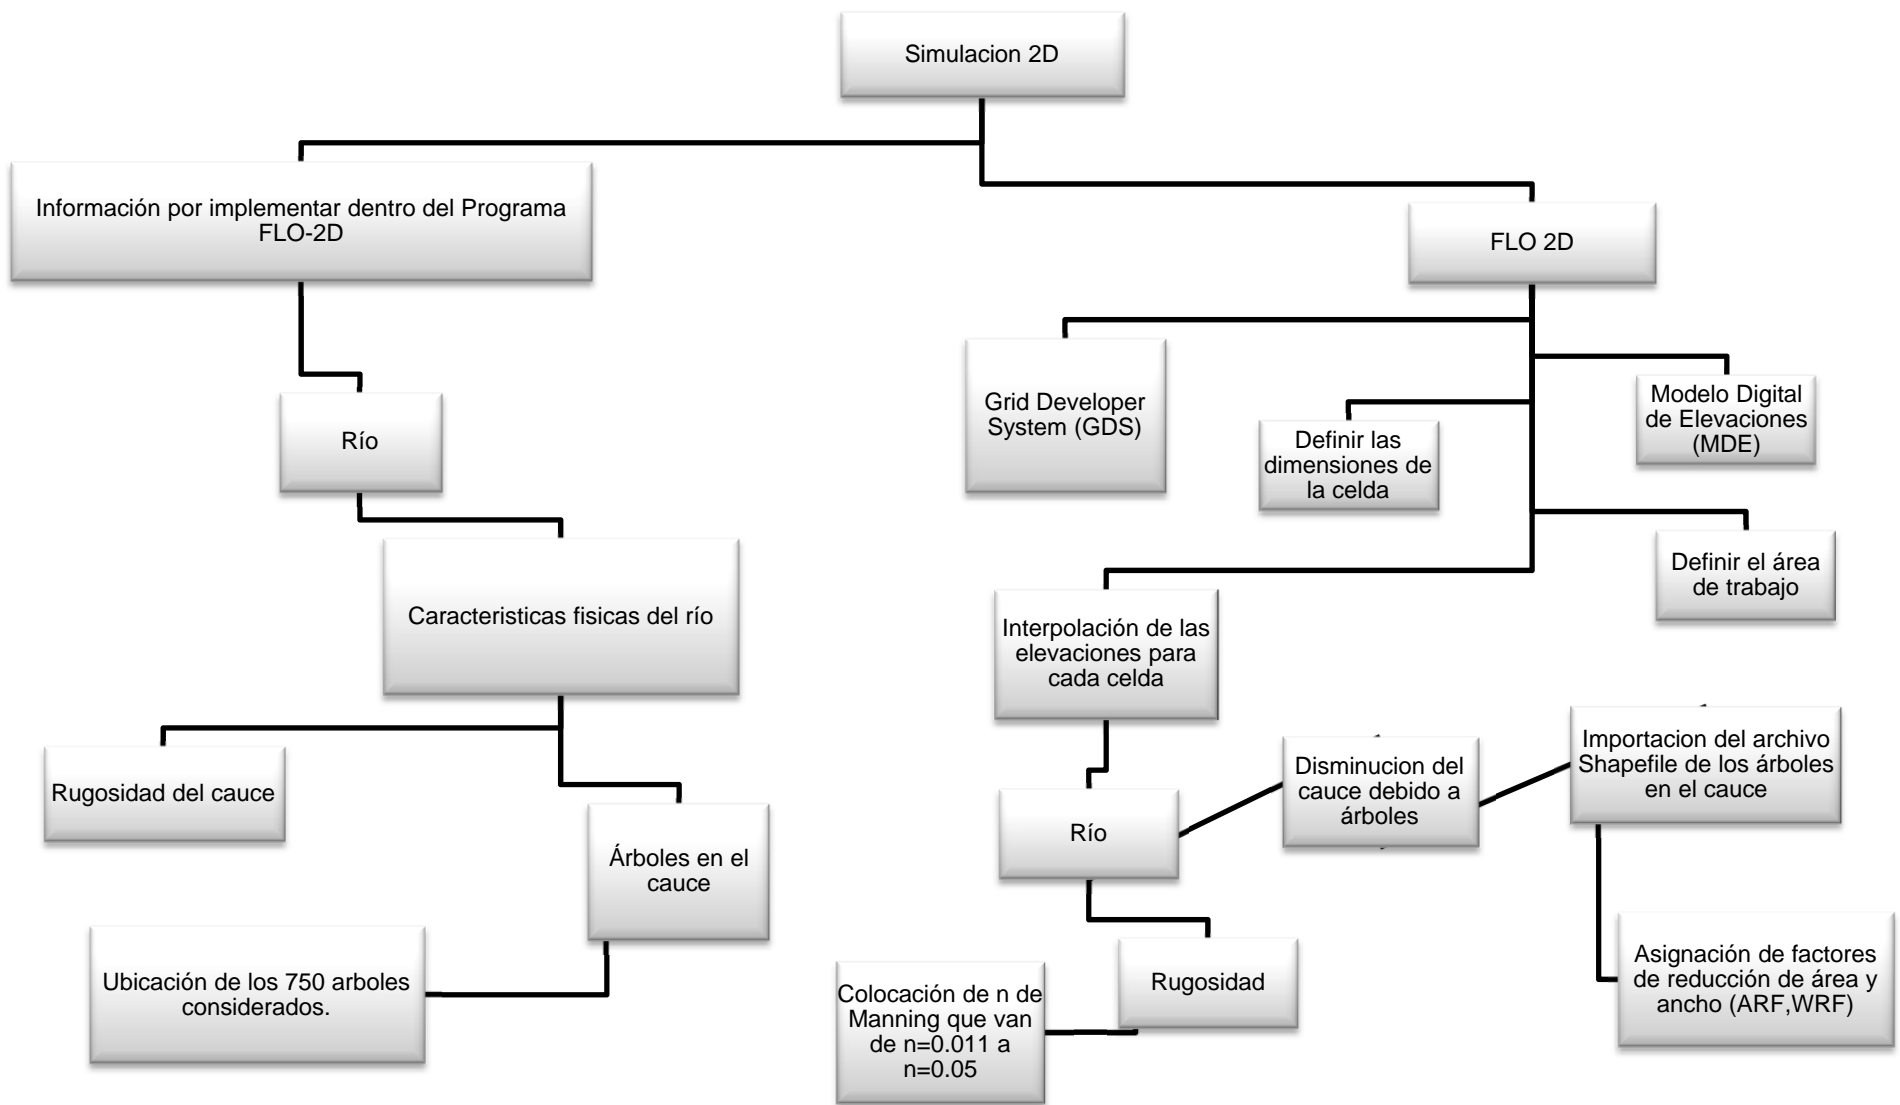 Simulacion 2D
Información por implementar dentro del Programa
FLO-2D
FLO 2D
Río
Grid Developer
System (GDS)
Definir las
dimensiones de
la celda
Modelo Digital
de Elevaciones
(MDE)
Caracteristicas fisicas del río
Definir el área
de trabajo
Interpolación de las
elevaciones para
cada celda
Rugosidad del cauce
Árboles en el
cauce
Río
Disminucion del
cauce debido a
árboles
Importacion del archivo
Shapefile de los árboles
en el cauce
Ubicación de los 750 arboles
considerados.
Colocación de n de
Manning que van
de n=0.011 a
n=0.05
Rugosidad
Asignación de factores
de reducción de área y
ancho (ARF,WRF)